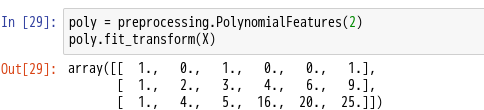 In [29]: poly = preprocessing.PolynomialFeatures(2)
poly.fit_transform(X)
Out[29]: array([[ 1., 0., 1., 0., 0., 1.],
[ 1., 2., 3., 4., 6., 9.],
[ 1., 4., 5., 16., 20., 25.]])